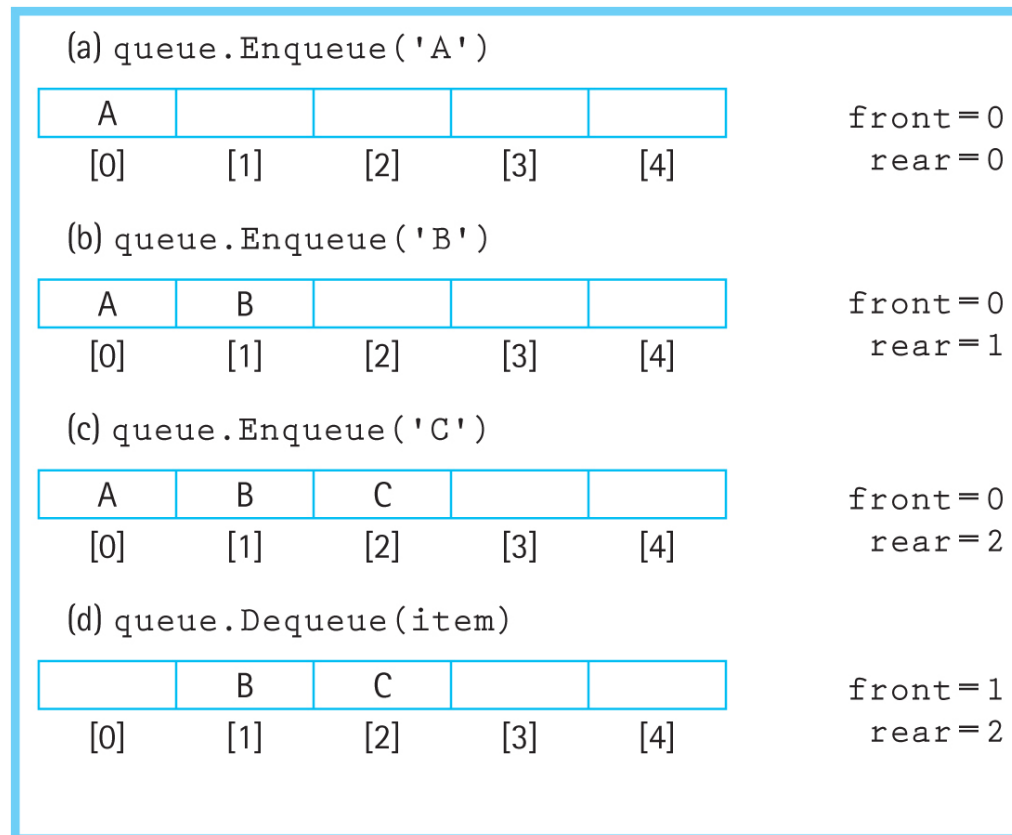 (a) queue.Enqueue('A')
A
front=0
[0] [1] [2] [3] [4]
rear=0
(b) queue.Enqueue('B')
A B
front=0
[0] [1] [2] [3] [4]
rear=1
(c) queue.Enqueue('C')
A B C
front=0
[0] [1] [2] [3] [4]
rear=2
(d) queue.Dequeue(item)
B C
front=1
[0] [1] [2] [3] [4]
rear=2